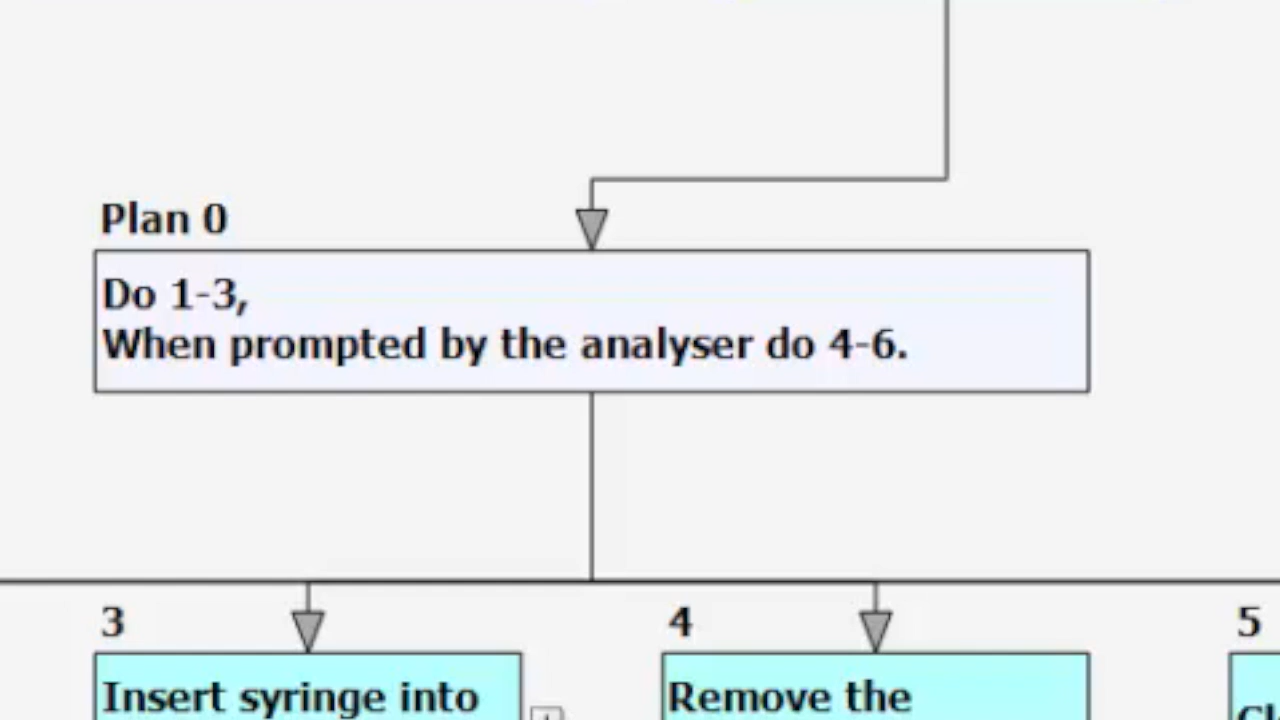 Plan 0
Do 1-3,
When prompted by the analyser do 4-6.
3
4
5
Insert syringe into
Remove the